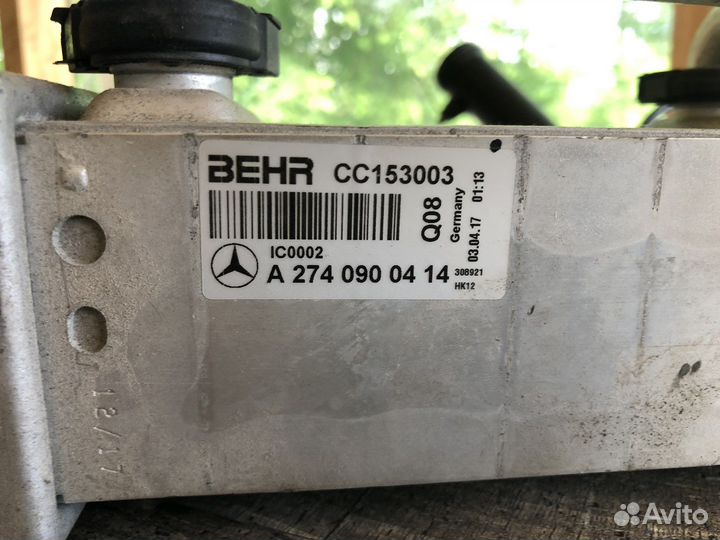 BEHR CC153003
Q08
Germany
03.04.17 01:13
IC0002
A 274 090 04 14
308921
HK12
12/17
Avito